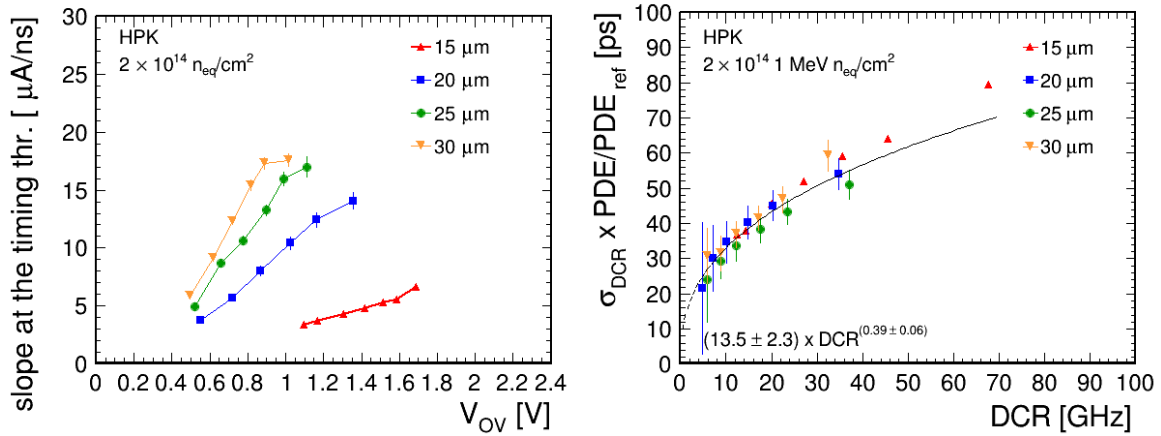 slope at the timing thr. [ μA/ns]
30
25
20
15
10
5
0
HPK
2 × 10¹⁴ n_eq/cm²
15 μm
20 μm
25 μm
30 μm
0 0.2 0.4 0.6 0.8 1 1.2 1.4 1.6 1.8 2 2.2 2.4
V_OV [V]
σ_DCR x PDE/PDE_ref [ps]
100
90
80
70
60
50
40
30
20
10
0
HPK
2 × 10¹⁴ 1 MeV n_eq/cm²
15 μm
20 μm
25 μm
30 μm
(13.5 ± 2.3) x DCR^(0.39 ± 0.06)
0 10 20 30 40 50 60 70 80 90 100
DCR [GHz]